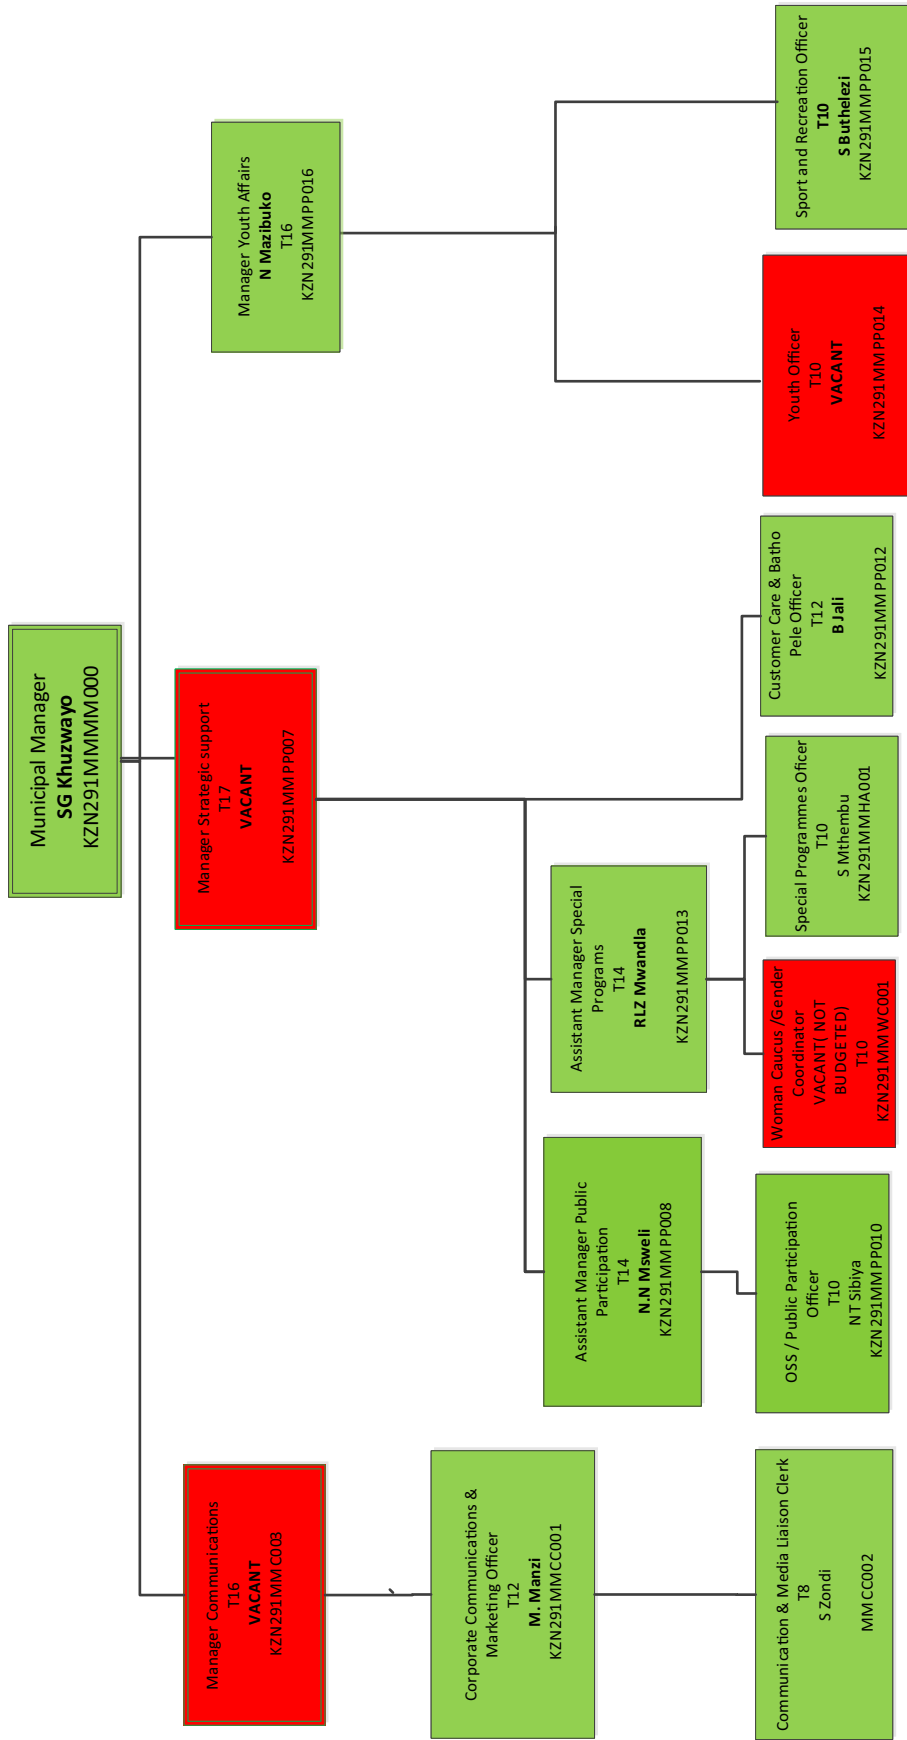 Municipal Manager
SG Khuzwayo
KZN291MMMM000
Manager Communications
T16
VACANT
KZN291MMC003
Manager Strategic support
T17
VACANT
KZN291MMPP007
Manager Youth Affairs
N Mazibuko
T16
KZN291MMPP016
Corporate Communications &
Marketing Officer
T12
M. Manzi
KZN291MMCC001
Assistant Manager Public
Participation
T14
N.N Msweli
KZN291MMPP008
Assistant Manager Special
Programs
T14
RLZ Mwandla
KZN291MMPP013
Communication & Media Liaison Clerk
T8
S Zondi
MMCC002
OSS / Public Participation
Officer
T10
NT Sibiya
KZN291MMPP010
Woman Caucus /Gender
Coordinator
VACANT( NOT
BUDGETED)
T10
KZN291MMWC001
Special Programmes Oficer
T10
S Mthembu
KZN291MMHA001
Customer Care & Batho
Pele Officer
T12
B Jali
KZN291MMPP012
Youth Officer
T10
VACANT
KZN291MMPP014
Sport and Recreation Officer
T10
S Buthelezi
KZN291MMPP015